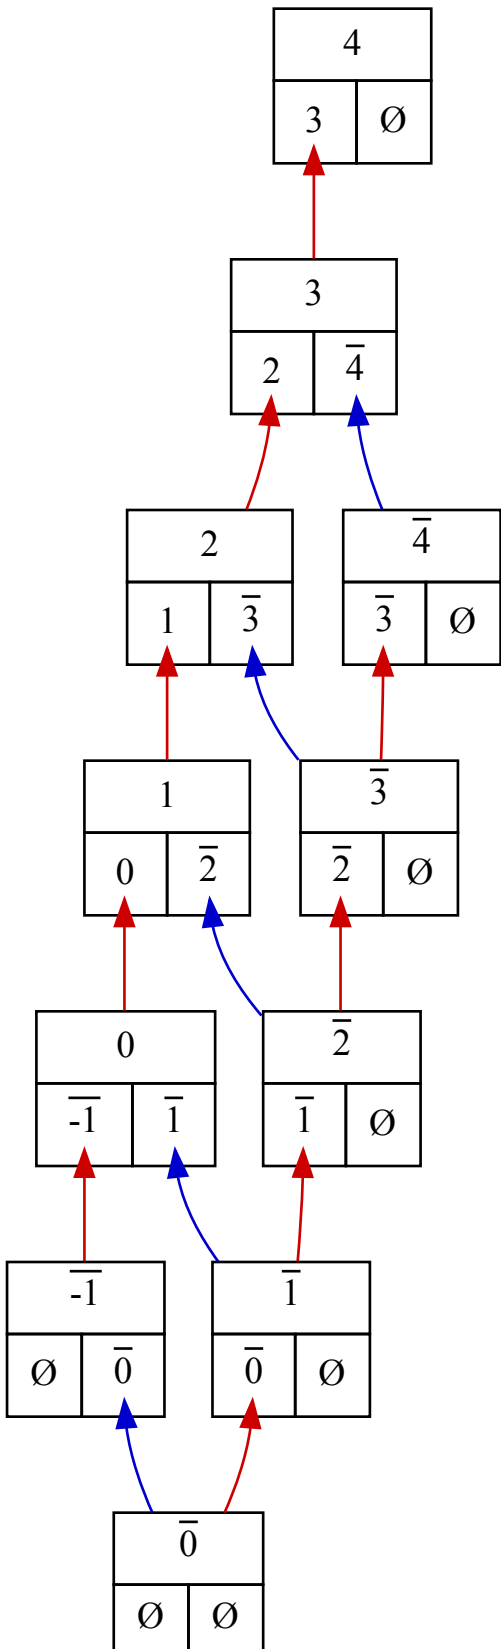 4
3 Ø
3
2 4̅
2 4̅
1 3̅ 3̅ Ø
1 3̅
0 2̅ 2̅ Ø
0 2̅
-̅1̅ 1̅ 1̅ Ø
-̅1̅ 1̅
Ø 0̅ 0̅ Ø
0̅
Ø Ø